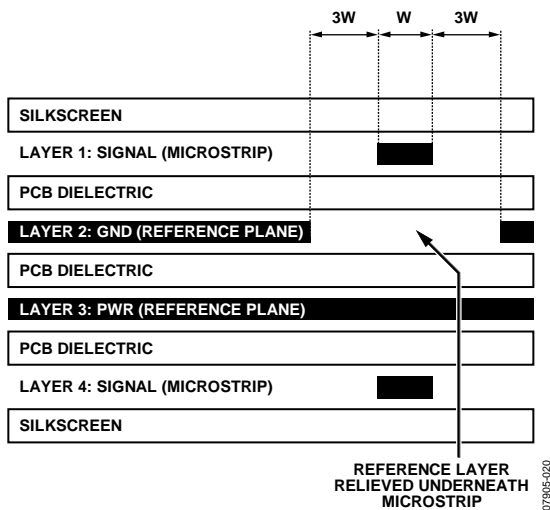 3W W 3W
SILKSCREEN
LAYER 1: SIGNAL (MICROSTRIP)
PCB DIELECTRIC
LAYER 2: GND (REFERENCE PLANE)
PCB DIELECTRIC
LAYER 3: PWR (REFERENCE PLANE)
PCB DIELECTRIC
LAYER 4: SIGNAL (MICROSTRIP)
SILKSCREEN
REFERENCE LAYER
RELIEVED UNDERNEATH
MICROSTRIP
07905-020